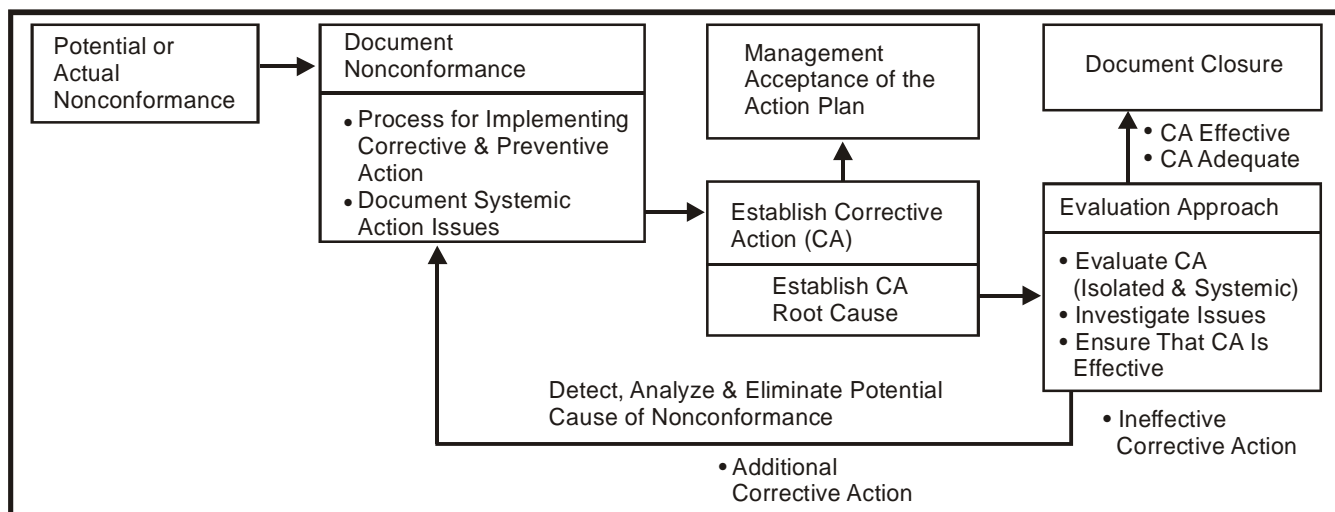 Potential or
Actual
Nonconformance
Document
Nonconformance
• Process for Implementing
Corrective & Preventive
Action
• Document Systemic
Action Issues
Management
Acceptance of the
Action Plan
Establish Corrective
Action (CA)
Establish CA
Root Cause
Document Closure
• CA Effective
• CA Adequate
Evaluation Approach
• Evaluate CA
(Isolated & Systemic)
• Investigate Issues
• Ensure That CA Is
Effective
Detect, Analyze & Eliminate Potential
Cause of Nonconformance
• Ineffective
Corrective Action
• Additional
Corrective Action